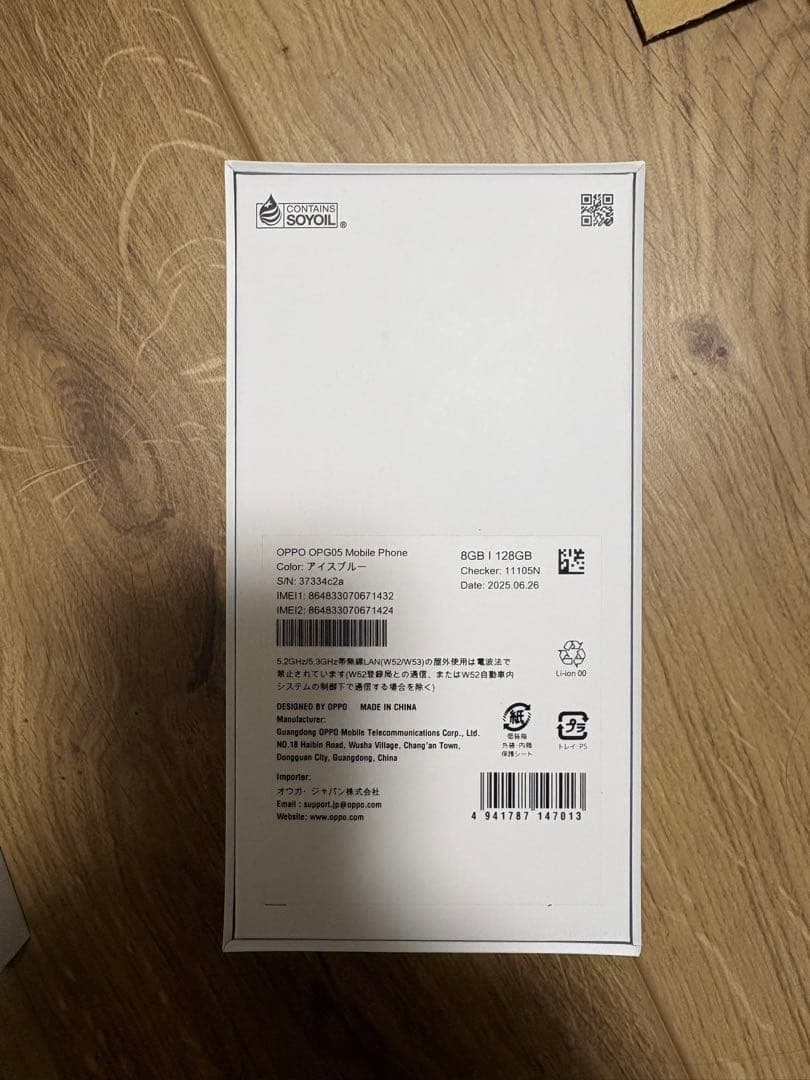 CONTAINS
SOYOIL®
OPPO OPG05 Mobile Phone
Color: アイスブルー
S/N: 37334c2a
IMEI1: 864833070671432
IMEI2: 864833070671424
8GB | 128GB
Checker: 11105N
Date: 2025.06.26
5.2GHz/5.3GHz帯無線LAN(W52/W53)の屋外使用は電波法で
禁止されています(W52登録局との通信、またはW52自動車内
システムの制御下で通信する場合を除く)
Li-ion 00
DESIGNED BY OPPO MADE IN CHINA
Manufacturer:
Guangdong OPPO Mobile Telecommunications Corp., Ltd.
NO.18 Haibin Road, Wusha Village, Chang'an Town,
Dongguan City, Guangdong, China
紙
個装箱
外装·内箱
保護シート
プラ
トレイ:PS
Importer:
オウガ・ジャパン株式会社
Email : support.jp@oppo.com
Website: www.oppo.com
4 941787 147013